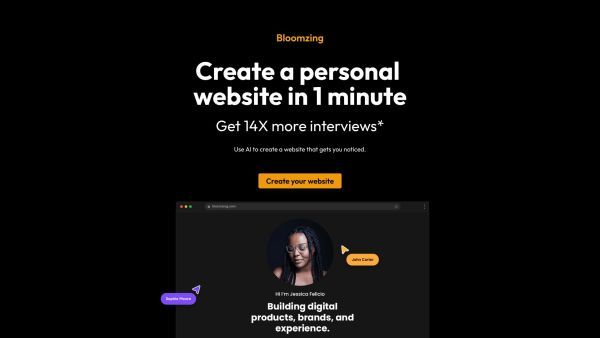 Bloomzing
Create a personal
website in 1 minute
Get 14X more interviews*
Use AI to create a website that gets you noticed.
Create your website
bloomzing.com
John Carter
Sophie Moore
Hi I'm Jessica Felicio
Building digital
products, brands, and
experience.